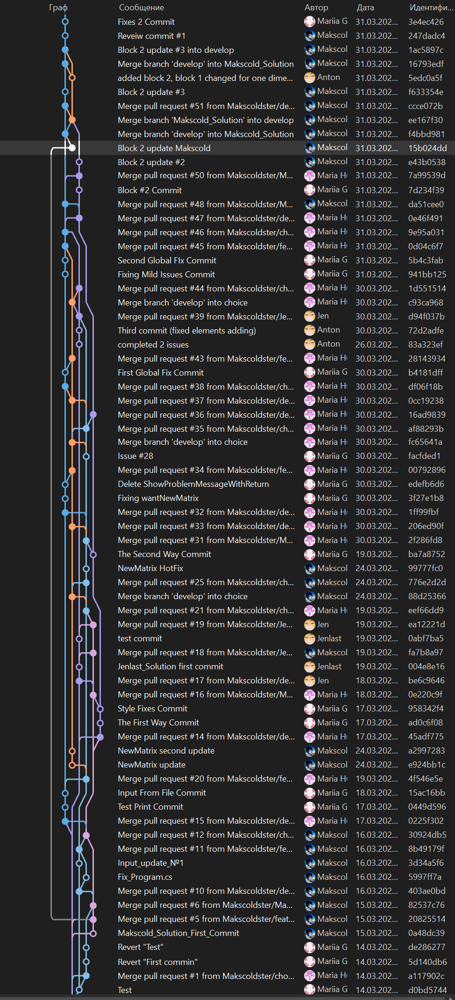 Граф Сообщение Автор Дата Идентифи...
Fixes 2 Commit Mariia G 31.03.202... 3e4ec426
Reveiw commit #1 Makscol 31.03.202... 247dadc4
Block 2 update #3 into develop Makscol 31.03.202... 1ac5897c
Merge branch 'develop' into Makscold_Solution Makscol 31.03.202... 16793edf
added block 2, block 1 changed for one dime... Anton 31.03.202... 5edc0a5f
Block 2 update #3 Makscol 31.03.202... f633354e
Merge pull request #51 from Makscoldster/de... Makscol 31.03.202... ccce072b
Merge branch 'Makscold_Solution' into develop Makscol 31.03.202... ee167f30
Merge branch 'develop' into Makscold_Solution Makscol 31.03.202... f4bbd981
Block 2 update Makscold Makscol 31.03.202... 15b024dd
Block 2 update #2 Makscol 31.03.202... e43b0538
Merge pull request #50 from Makscoldster/M... Maria H 31.03.202... 7a99539d
Block #2 Commit Mariia G 31.03.202... 7d234f39
Merge pull request #48 from Makscoldster/M... Makscol 31.03.202... da51cee0
Merge pull request #47 from Makscoldster/de... Maria H 31.03.202... 0e46f491
Merge pull request #46 from Makscoldster/ch... Maria H 31.03.202... 9e95a031
Merge pull request #45 from Makscoldster/fe... Maria H 31.03.202... 0d04c6f7
Second Global FIx Commit Mariia G 31.03.202... 5b4c3fab
Fixing Mild Issues Commit Mariia G 31.03.202... 941bb125
Merge pull request #44 from Makscoldster/ch... Maria H 30.03.202... 1d551514
Merge branch 'develop' into choice Maria H 30.03.202... c93ca968
Merge pull request #39 from Makscoldster/Je... Jen 30.03.202... d94f037b
Third commit (fixed elements adding) Anton 30.03.202... 72d2adfe
completed 2 issues Anton 26.03.202... 83a323ef
Merge pull request #43 from Makscoldster/fe... Maria H 30.03.202... 28143934
First Global Fix Commit Mariia G 30.03.202... b4181dff
Merge pull request #38 from Makscoldster/ch... Maria H 30.03.202... df06f18b
Merge pull request #37 from Makscoldster/de... Maria H 30.03.202... 0cc19238
Merge pull request #36 from Makscoldster/de... Maria H 30.03.202... 16ad9839
Merge pull request #35 from Makscoldster/ch... Maria H 30.03.202... af88293b
Merge branch 'develop' into choice Maria H 30.03.202... fc65641a
Issue #28 Mariia G 30.03.202... facfded1
Merge pull request #34 from Makscoldster/fe... Maria H 30.03.202... 00792896
Delete ShowProblemMessageWithReturn Mariia G 30.03.202... edefb6d6
Fixing wantNewMatrix Mariia G 30.03.202... 3f27e1b8
Merge pull request #32 from Makscoldster/de... Maria H 30.03.202... 1ff99fbf
Merge pull request #33 from Makscoldster/de... Maria H 30.03.202... 206ed90f
Merge pull request #31 from Makscoldster/M... Maria H 30.03.202... 2f286fd8
The Second Way Commit Mariia G 19.03.202... ba7a8752
NewMatrix HotFix Makscol 24.03.202... 99777fc0
Merge pull request #25 from Makscoldster/ch... Makscol 24.03.202... 776e2d2d
Merge branch 'develop' into choice Makscol 24.03.202... 88d25366
Merge pull request #21 from Makscoldster/ch... Maria H 19.03.202... eef66dd9
Merge pull request #19 from Makscoldster/Je... Jen 19.03.202... ea12221d
test commit Jenlast 19.03.202... 0abf7ba5
Merge pull request #18 from Makscoldster/Je... Makscol 19.03.202... fa7b8a97
Jenlast_Solution first commit Jenlast 19.03.202... 004e8e16
Merge pull request #17 from Makscoldster/de... Jen 18.03.202... be6c9646
Merge pull request #16 from Makscoldster/M... Maria H 18.03.202... 0e220c9f
Style Fixes Commit Mariia G 17.03.202... 958342f4
The First Way Commit Mariia G 17.03.202... ad0c6f08
Merge pull request #14 from Makscoldster/de... Maria H 17.03.202... 45adf775
NewMatrix second update Makscol 24.03.202... a2997283
NewMatrix update Makscol 24.03.202... e924bb1c
Merge pull request #20 from Makscoldster/fe... Maria H 19.03.202... 4f546e5e
Input From File Commit Mariia G 18.03.202... 15ac16bb
Test Print Commit Mariia G 17.03.202... 0449d596
Merge pull request #15 from Makscoldster/de... Maria H 17.03.202... 0225f302
Merge pull request #12 from Makscoldster/ch... Makscol 16.03.202... 30924db5
Merge pull request #11 from Makscoldster/fe... Makscol 16.03.202... 8b49179f
Input_update_№1 Makscol 16.03.202... 3d34a5f6
Fix_Program.cs Makscol 16.03.202... 5997ff7a
Merge pull request #10 from Makscoldster/de... Makscol 16.03.202... 403ae0bd
Merge pull request #6 from Makscoldster/Ma... Makscol 15.03.202... 82537c76
Merge pull request #5 from Makscoldster/feat... Makscol 15.03.202... 20825514
Makscold_Solution_First_Commit Makscol 15.03.202... 0a48dc39
Revert "Test" Mariia G 14.03.202... de286277
Revert "First commin" Mariia G 14.03.202... 5d140db6
Merge pull request #1 from Makscoldster/cho... Maria H 14.03.202... a117902c
Test Mariia G 14.03.202... d0bd5744